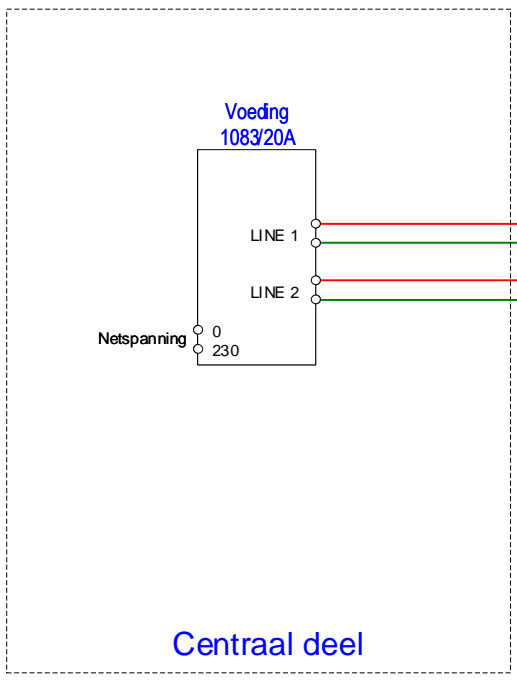 Voeding
1083/20A
LINE 1
LINE 2
Netspanning
0
230
Centraal deel